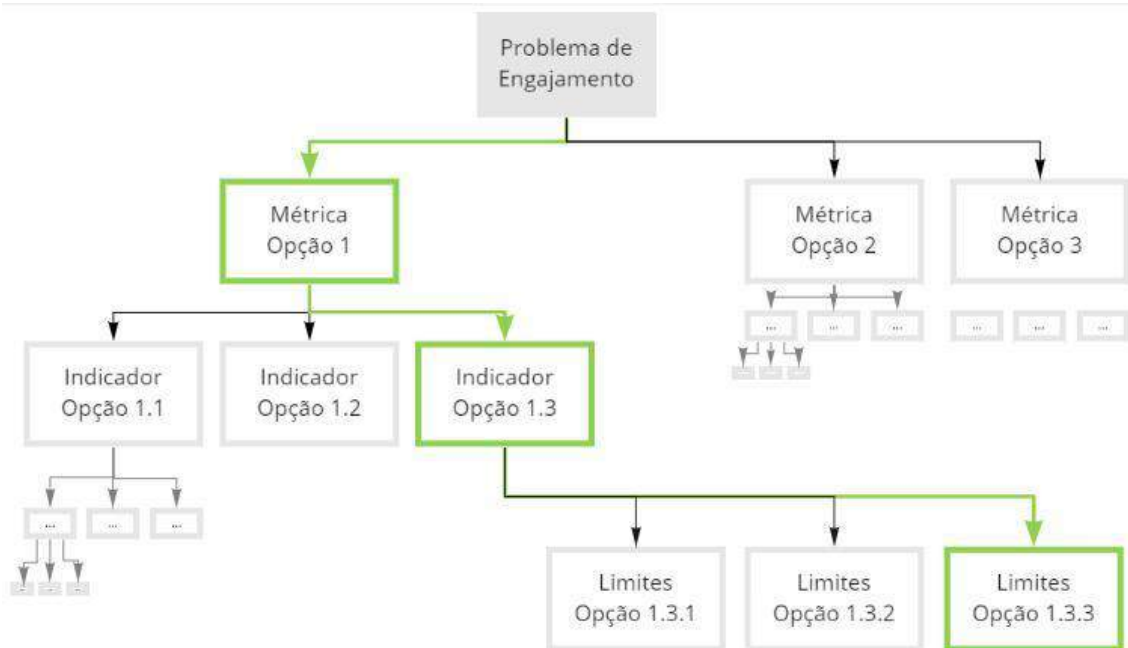 Problema de
Engajamento
Métrica
Opção 1
Métrica
Opção 2
Métrica
Opção 3
...
...
...
...
...
...
Indicador
Opção 1.1
Indicador
Opção 1.2
Indicador
Opção 1.3
...
...
...
Limites
Opção 1.3.1
Limites
Opção 1.3.2
Limites
Opção 1.3.3